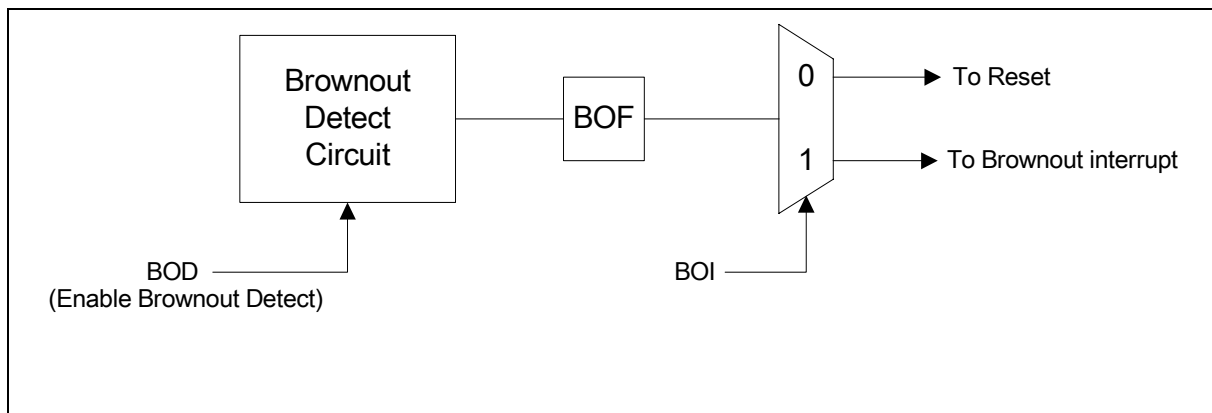 Brownout
Detect
Circuit
BOF
0
To Reset
1
To Brownout interrupt
BOD
(Enable Brownout Detect)
BOI